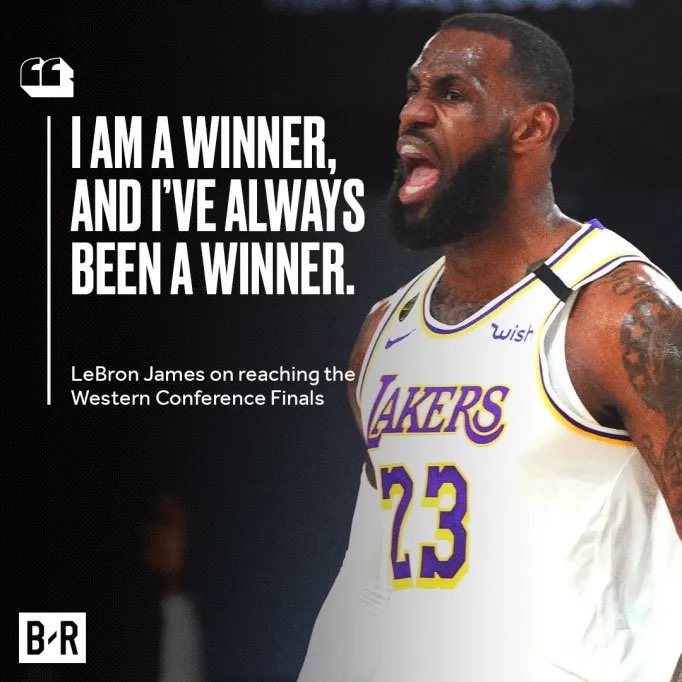 I AM A WINNER,
AND I'VE ALWAYS
BEEN A WINNER.
LeBron James on reaching the
Western Conference Finals
wish
LAKERS
23
B-R